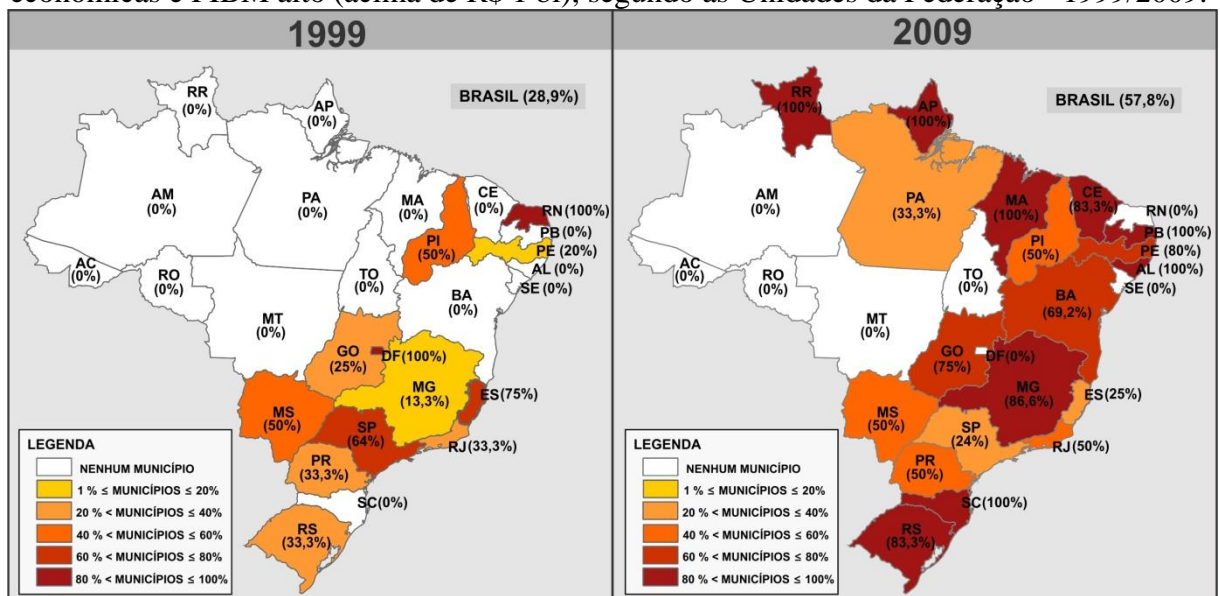 econômicas e PIBM alto (acima de R$ 1 bi), segundo as Unidades da Federação - 1999/2009.
1999
BRASIL (28,9%)
RR
(0%)
AP
(0%)
AM
(0%)
PA
(0%)
MA
(0%)
CE
(0%)
RN (100%)
PB (0%)
PE (20%)
AL (0%)
SE (0%)
PI
(50%)
AC
(0%)
RO
(0%)
TO
(0%)
BA
(0%)
MT
(0%)
GO
(25%)
DF(100%)
MG
(13,3%)
ES (75%)
MS
(50%)
SP
(64%)
RJ (33,3%)
PR
(33,3%)
SC(0%)
RS
(33,3%)
LEGENDA
NENHUM MUNICÍPIO
1 % ≤ MUNICÍPIOS ≤ 20%
20 % < MUNICÍPIOS ≤ 40%
40 % < MUNICÍPIOS ≤ 60%
60 % < MUNICÍPIOS ≤ 80%
80 % < MUNICÍPIOS ≤ 100%
2009
BRASIL (57,8%)
RR
(100%)
AP
(100%)
AM
(0%)
PA
(33,3%)
MA
(100%)
CE
(83,3%)
RN (0%)
PB (100%)
PE (80%)
AL (100%)
SE (0%)
PI
(50%)
AC
(0%)
RO
(0%)
TO
(0%)
BA
(69,2%)
MT
(0%)
GO
(75%)
DF(0%)
MG
(86,6%)
ES (25%)
MS
(50%)
SP
(24%)
RJ (50%)
PR
(50%)
SC(100%)
RS
(83,3%)
LEGENDA
NENHUM MUNICÍPIO
1 % ≤ MUNICÍPIOS ≤ 20%
20 % < MUNICÍPIOS ≤ 40%
40 % < MUNICÍPIOS ≤ 60%
60 % < MUNICÍPIOS ≤ 80%
80 % < MUNICÍPIOS ≤ 100%